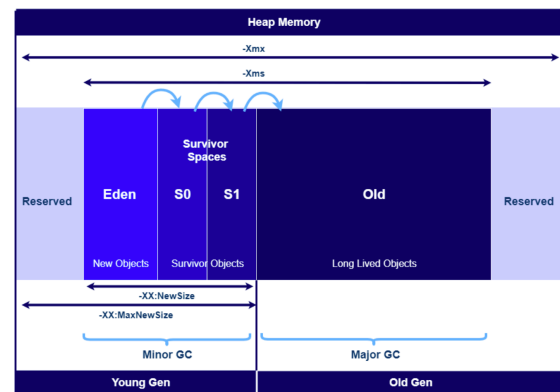 Heap Memory
-Xmx
-Xms
Survivor
Spaces
Reserved
Eden
S0
S1
Old
Reserved
New Objects
Survivor Objects
Long Lived Objects
-XX:NewSize
-XX:MaxNewSize
Minor GC
Major GC
Young Gen
Old Gen